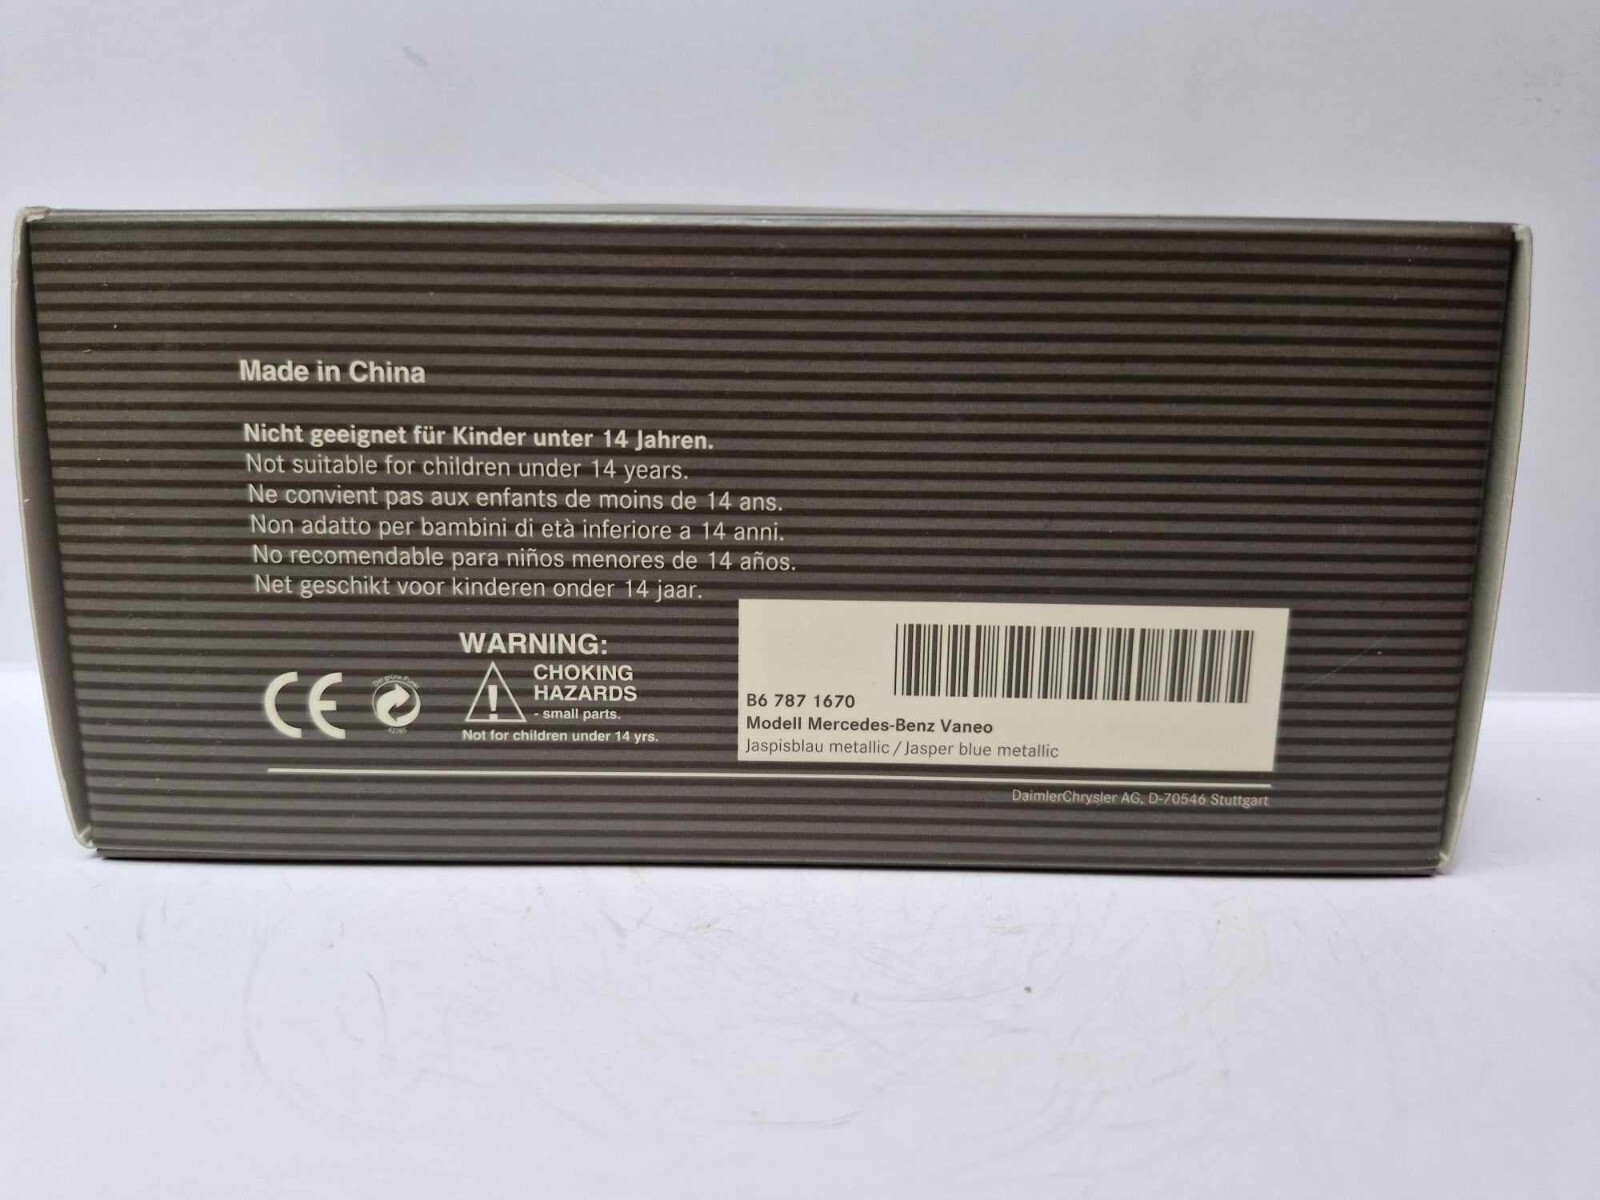 Made in China
Nicht geeignet für Kinder unter 14 Jahren.
Not suitable for children under 14 years.
Ne convient pas aux enfants de moins de 14 ans.
Non adatto per bambini di età inferiore a 14 anni.
No recomendable para niños menores de 14 años.
Net geschikt voor kinderen onder 14 jaar.
WARNING:
CHOKING
HAZARDS
- small parts.
Not for children under 14 yrs.
CE
Der grüne Punkt
B6 787 1670
Modell Mercedes-Benz Vaneo
Jaspisblau metallic / Jasper blue metallic
DaimlerChrysler AG, D-70546 Stuttgart